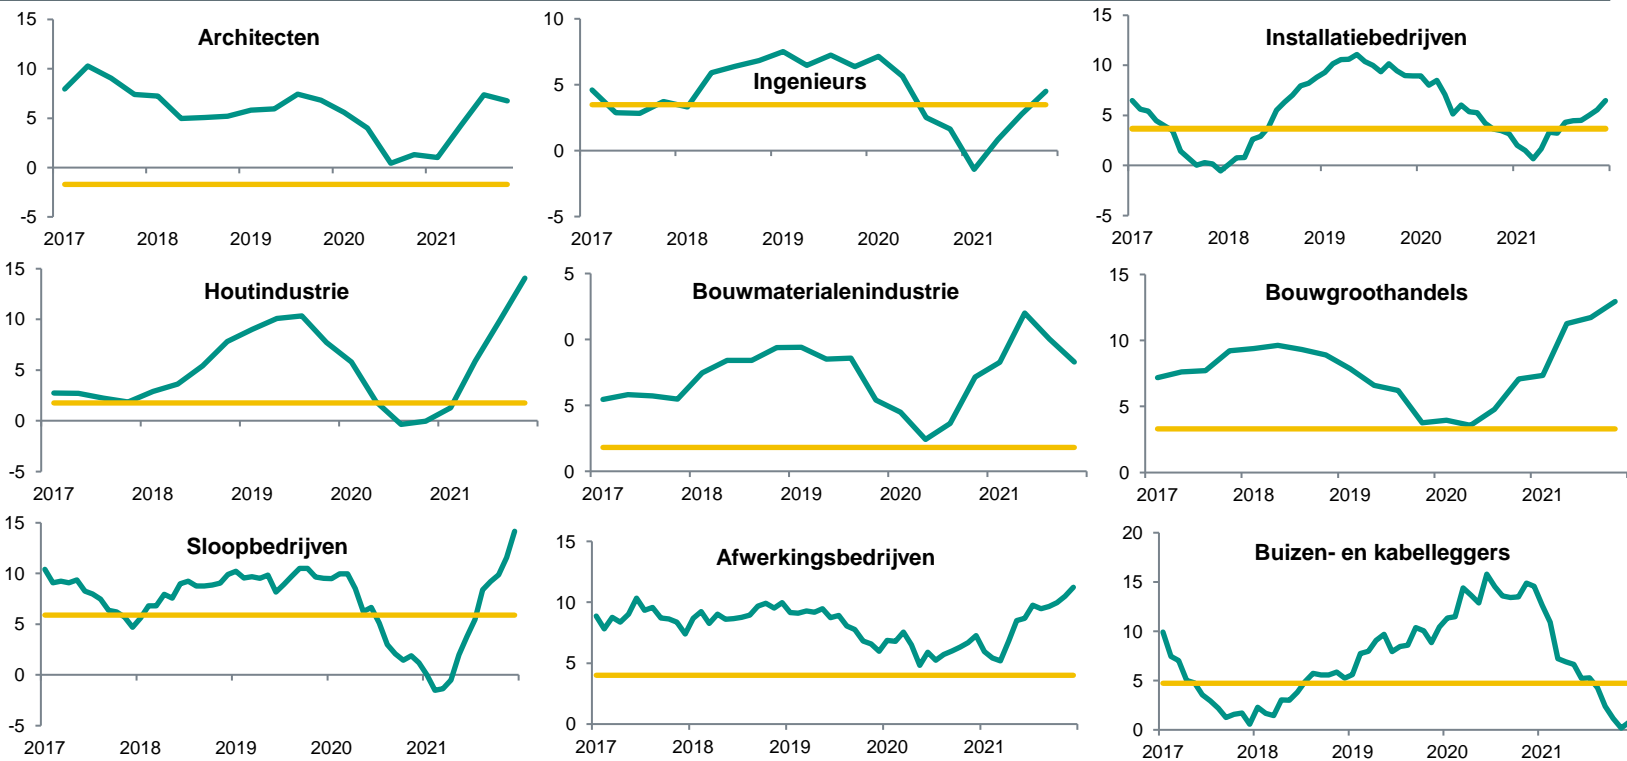 Architecten
15
10
5
0
-5
2017 2018 2019 2020 2021
Ingenieurs
10
5
0
-5
2017 2018 2019 2020 2021
Installatiebedrijven
15
10
5
0
-5
2017 2018 2019 2020 2021
Houtindustrie
15
10
5
0
-5
2017 2018 2019 2020 2021
Bouwmaterialenindustrie
5
0
5
0
2017 2018 2019 2020 2021
Bouwgroothandels
15
10
5
0
2017 2018 2019 2020 2021
Sloopbedrijven
15
10
5
0
-5
2017 2018 2019 2020 2021
Afwerkingsbedrijven
15
10
5
0
2017 2018 2019 2020 2021
Buizen- en kabelleggers
20
15
10
5
0
2017 2018 2019 2020 2021